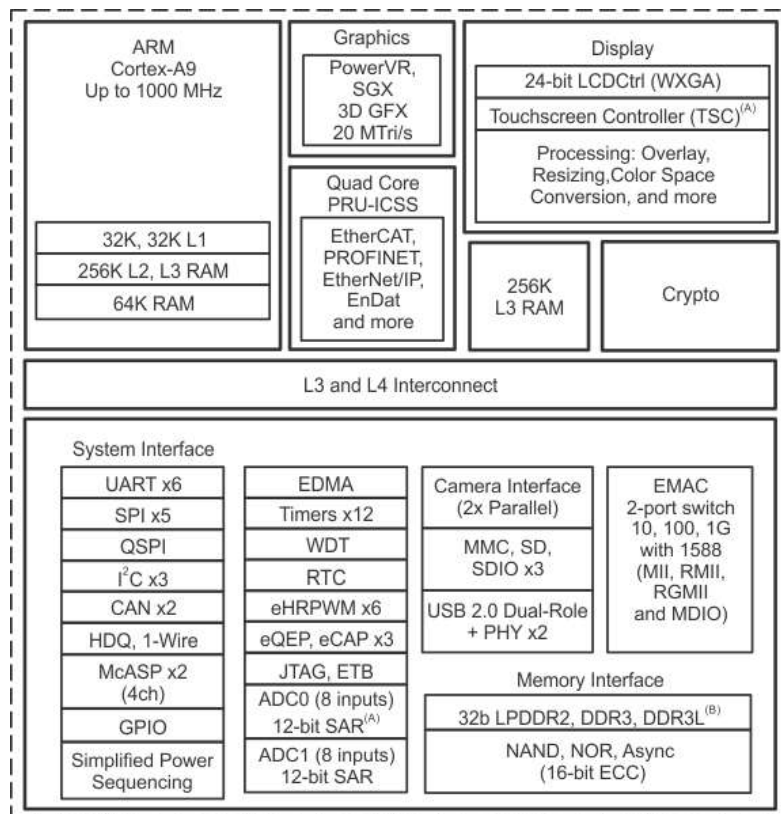 ARM
Cortex-A9
Up to 1000 MHz
32K, 32K L1
256K L2, L3 RAM
64K RAM
Graphics
PowerVR,
SGX
3D GFX
20 MTri/s
Quad Core
PRU-ICSS
EtherCAT,
PROFINET,
EtherNet/IP,
EnDat
and more
Display
24-bit LCDCtrl (WXGA)
Touchscreen Controller (TSC)(A)
Processing: Overlay,
Resizing,Color Space
Conversion, and more
256K
L3 RAM
Crypto
L3 and L4 Interconnect
System Interface
UART x6
SPI x5
QSPI
I²C x3
CAN x2
HDQ, 1-Wire
McASP x2
(4ch)
GPIO
Simplified Power
Sequencing
EDMA
Timers x12
WDT
RTC
eHRPWM x6
eQEP, eCAP x3
JTAG, ETB
ADC0 (8 inputs)
12-bit SAR(A)
ADC1 (8 inputs)
12-bit SAR
Camera Interface
(2x Parallel)
MMC, SD,
SDIO x3
USB 2.0 Dual-Role
+ PHY x2
EMAC
2-port switch
10, 100, 1G
with 1588
(MII, RMII,
RGMII
and MDIO)
Memory Interface
32b LPDDR2, DDR3, DDR3L(B)
NAND, NOR, Async
(16-bit ECC)